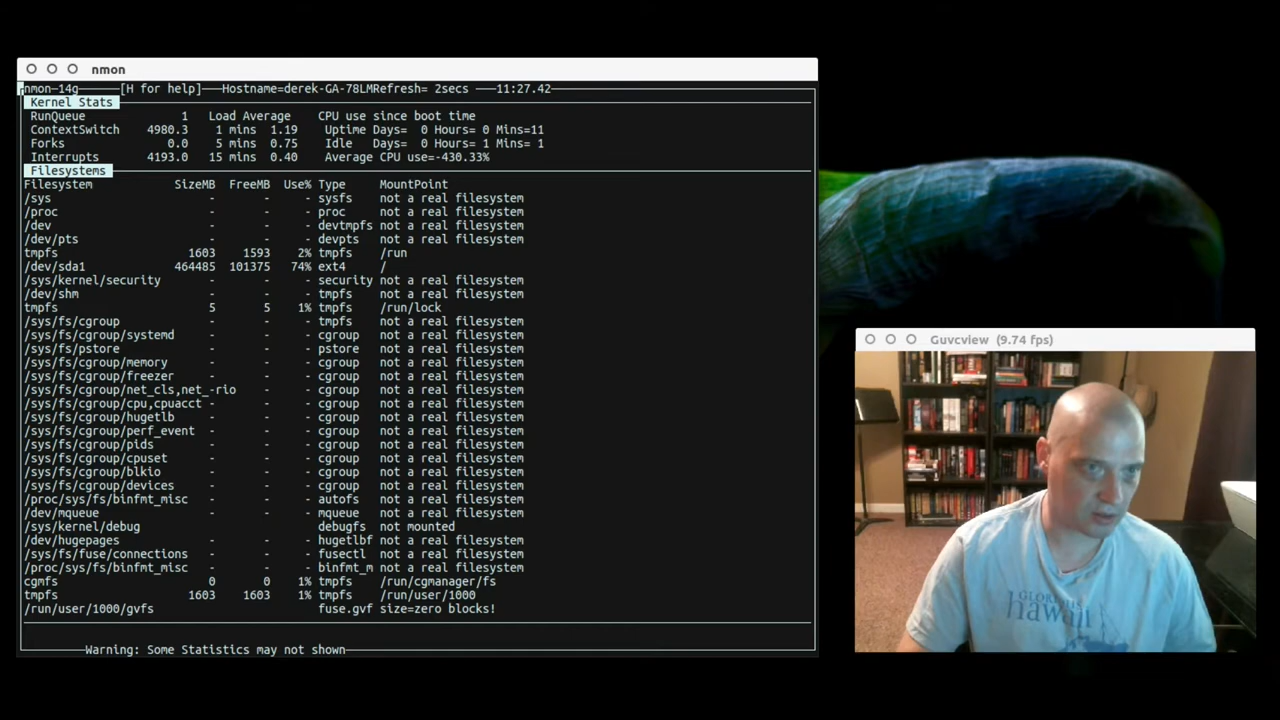 nmon
nmon-14g [H for help] Hostname=derek-GA-78LMRefresh= 2secs 11:27.42
Kernel Stats
RunQueue 1 Load Average CPU use since boot time
ContextSwitch 4980.3 1 mins 1.19 Uptime Days= 0 Hours= 0 Mins=11
Forks 0.0 5 mins 0.75 Idle Days= 0 Hours= 1 Mins= 1
Interrupts 4193.0 15 mins 0.40 Average CPU use=-430.33%
Filesystems
Filesystem SizeMB FreeMB Use% Type MountPoint
/sys - - - sysfs not a real filesystem
/proc - - - proc not a real filesystem
/dev - - - devtmpfs not a real filesystem
/dev/pts - - - devpts not a real filesystem
tmpfs 1603 1593 2% tmpfs /run
/dev/sda1 464485 101375 74% ext4 /
/sys/kernel/security - - - security not a real filesystem
/dev/shm - - - tmpfs not a real filesystem
tmpfs 5 5 1% tmpfs /run/lock
/sys/fs/cgroup - - - tmpfs not a real filesystem
/sys/fs/cgroup/systemd - - - cgroup not a real filesystem
/sys/fs/pstore - - - pstore not a real filesystem
/sys/fs/cgroup/memory - - - cgroup not a real filesystem
/sys/fs/cgroup/freezer - - - cgroup not a real filesystem
/sys/fs/cgroup/net_cls,net_-rio - - cgroup not a real filesystem
/sys/fs/cgroup/cpu,cpuacct - - - cgroup not a real filesystem
/sys/fs/cgroup/hugetlb - - - cgroup not a real filesystem
/sys/fs/cgroup/perf_event - - - cgroup not a real filesystem
/sys/fs/cgroup/pids - - - cgroup not a real filesystem
/sys/fs/cgroup/cpuset - - - cgroup not a real filesystem
/sys/fs/cgroup/blkio - - - cgroup not a real filesystem
/sys/fs/cgroup/devices - - - cgroup not a real filesystem
/proc/sys/fs/binfmt_misc - - - autofs not a real filesystem
/dev/mqueue - - - mqueue not a real filesystem
/sys/kernel/debug debugfs not mounted
/dev/hugepages - - - hugetlbf not a real filesystem
/sys/fs/fuse/connections - - - fusectl not a real filesystem
/proc/sys/fs/binfmt_misc - - - binfmt_m not a real filesystem
cgmfs 0 0 1% tmpfs /run/cgmanager/fs
tmpfs 1603 1603 1% tmpfs /run/user/1000
/run/user/1000/gvfs fuse.gvf size=zero blocks!
Warning: Some Statistics may not shown
Guvcview (9.74 fps)
hawaii